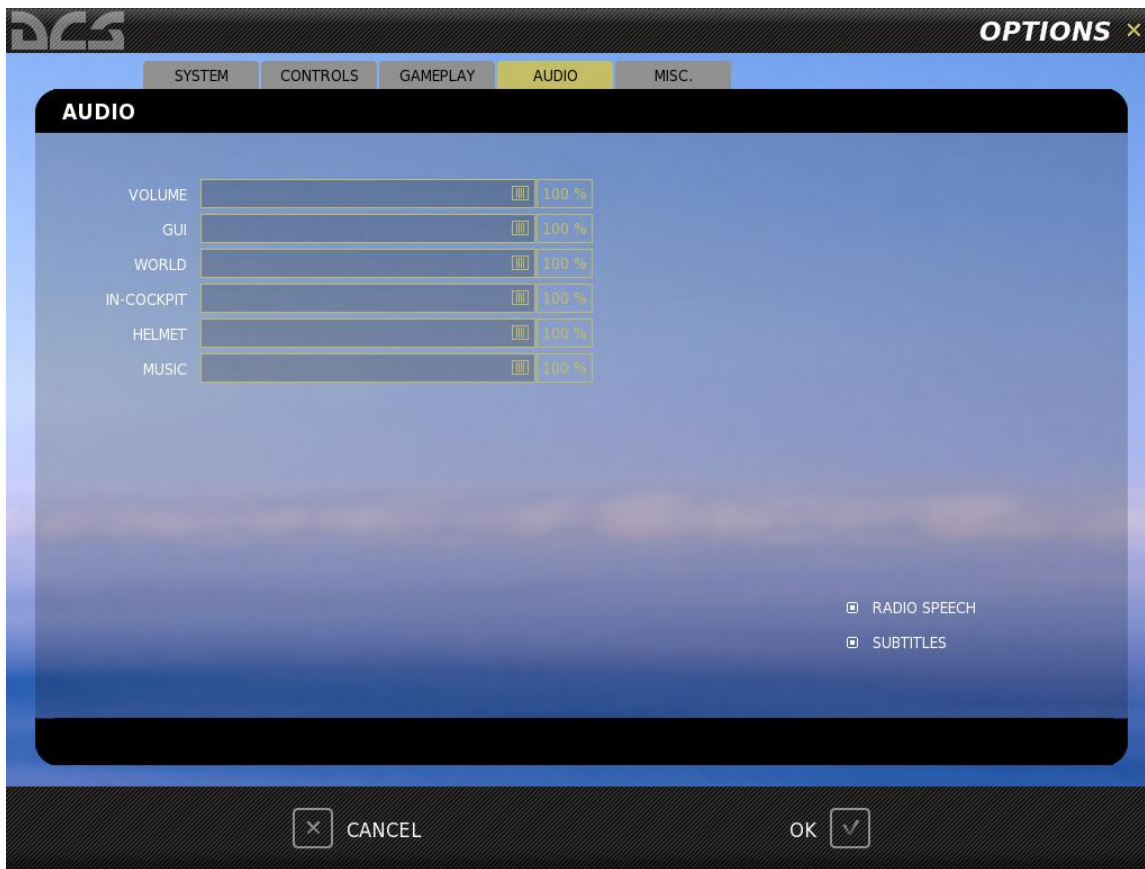 DCS
OPTIONS
SYSTEM CONTROLS GAMEPLAY AUDIO MISC.
AUDIO
VOLUME 100 %
GUI 100 %
WORLD 100 %
IN-COCKPIT 100 %
HELMET 100 %
MUSIC 100 %
RADIO SPEECH
SUBTITLES
CANCEL OK